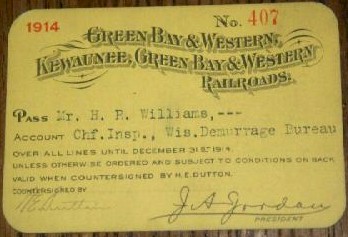 1914 No. 407
GREEN BAY & WESTERN,
KEWAUNEE, GREEN BAY & WESTERN
RAILROADS.
PASS Mr. H. R. Williams,---
ACCOUNT Chf.Insp., Wis.Demurrage Bureau
OVER ALL LINES UNTIL DECEMBER 31ST 1914.
UNLESS OTHERWISE ORDERED AND SUBJECT TO CONDITIONS ON BACK
VALID WHEN COUNTERSIGNED BY H.E. DUTTON.
COUNTERSIGNED BY
HE Dutton
J A Jordan
PRESIDENT